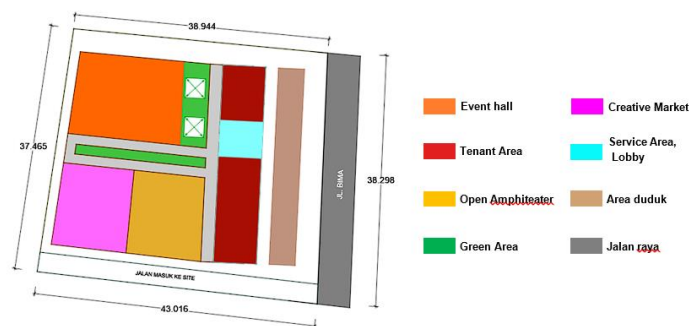 38.944
37.465
38.298
JL. BIMA
JALAN MASUK KE SITE
43.016
Event hall
Creative Market
Tenant Area
Service Area,
Lobby
Open Amphiteater
Area duduk
Green Area
Jalan raya